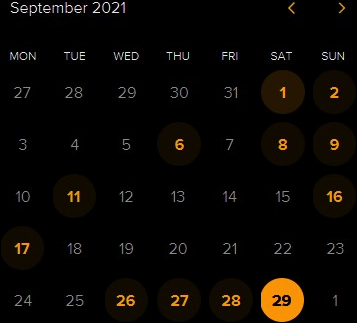 September 2021
MON TUE WED THU FRI SAT SUN
27 28 29 30 31 1 2
3 4 5 6 7 8 9
10 11 12 13 14 15 16
17 18 19 20 21 22 23
24 25 26 27 28 29 1